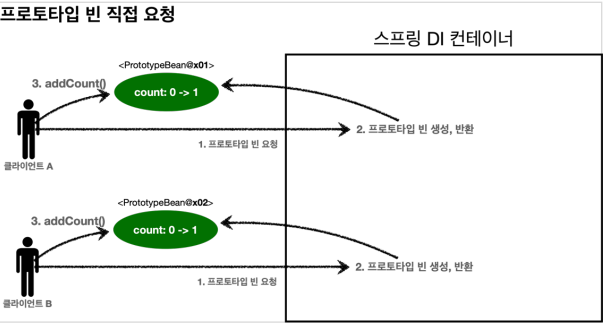 프로토타입 빈 직접 요청
스프링 DI 컨테이너
<PrototypeBean@x01>
3. addCount()
count: 0 -> 1
2. 프로토타입 빈 생성, 반환
1. 프로토타입 빈 요청
클라이언트 A
<PrototypeBean@x02>
3. addCount()
count: 0 -> 1
2. 프로토타입 빈 생성, 반환
1. 프로토타입 빈 요청
클라이언트 B